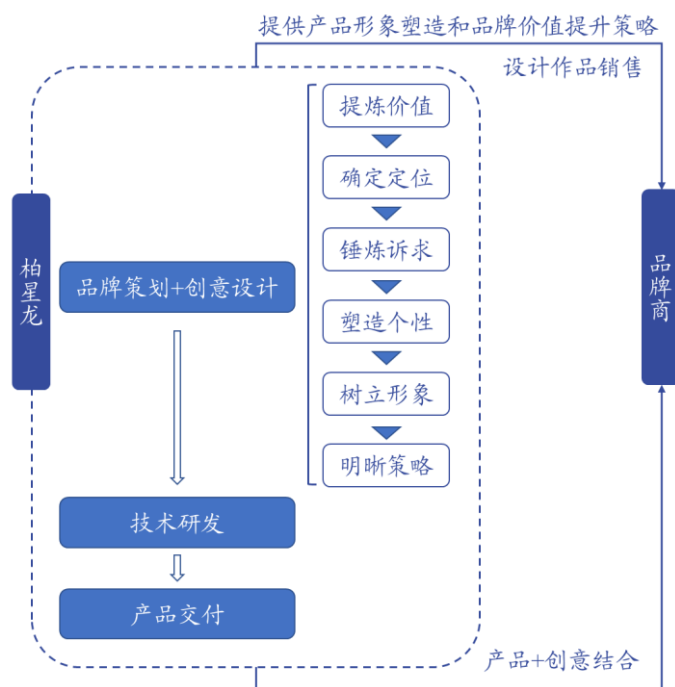 提供产品形象塑造和品牌价值提升策略
设计作品销售
提炼价值
确定定位
锤炼诉求
柏星龙
品牌策划+创意设计
品牌商
塑造个性
树立形象
明晰策略
技术研发
产品交付
产品+创意结合